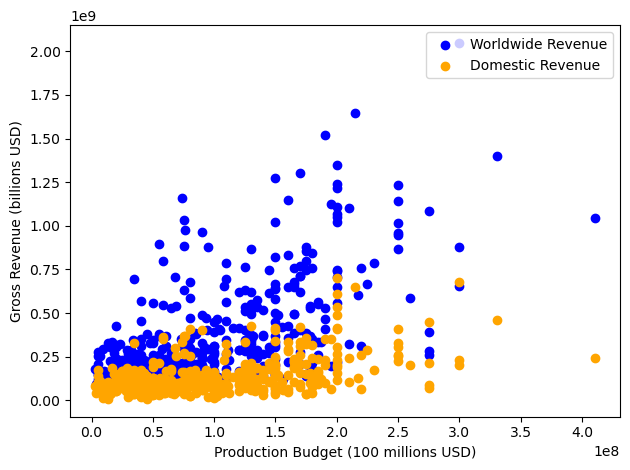 1e9
2.00
1.75
1.50
1.25
1.00
0.75
0.50
0.25
0.00
Gross Revenue (billions USD)
Worldwide Revenue
Domestic Revenue
0.0 0.5 1.0 1.5 2.0 2.5 3.0 3.5 4.0
1e8
Production Budget (100 millions USD)